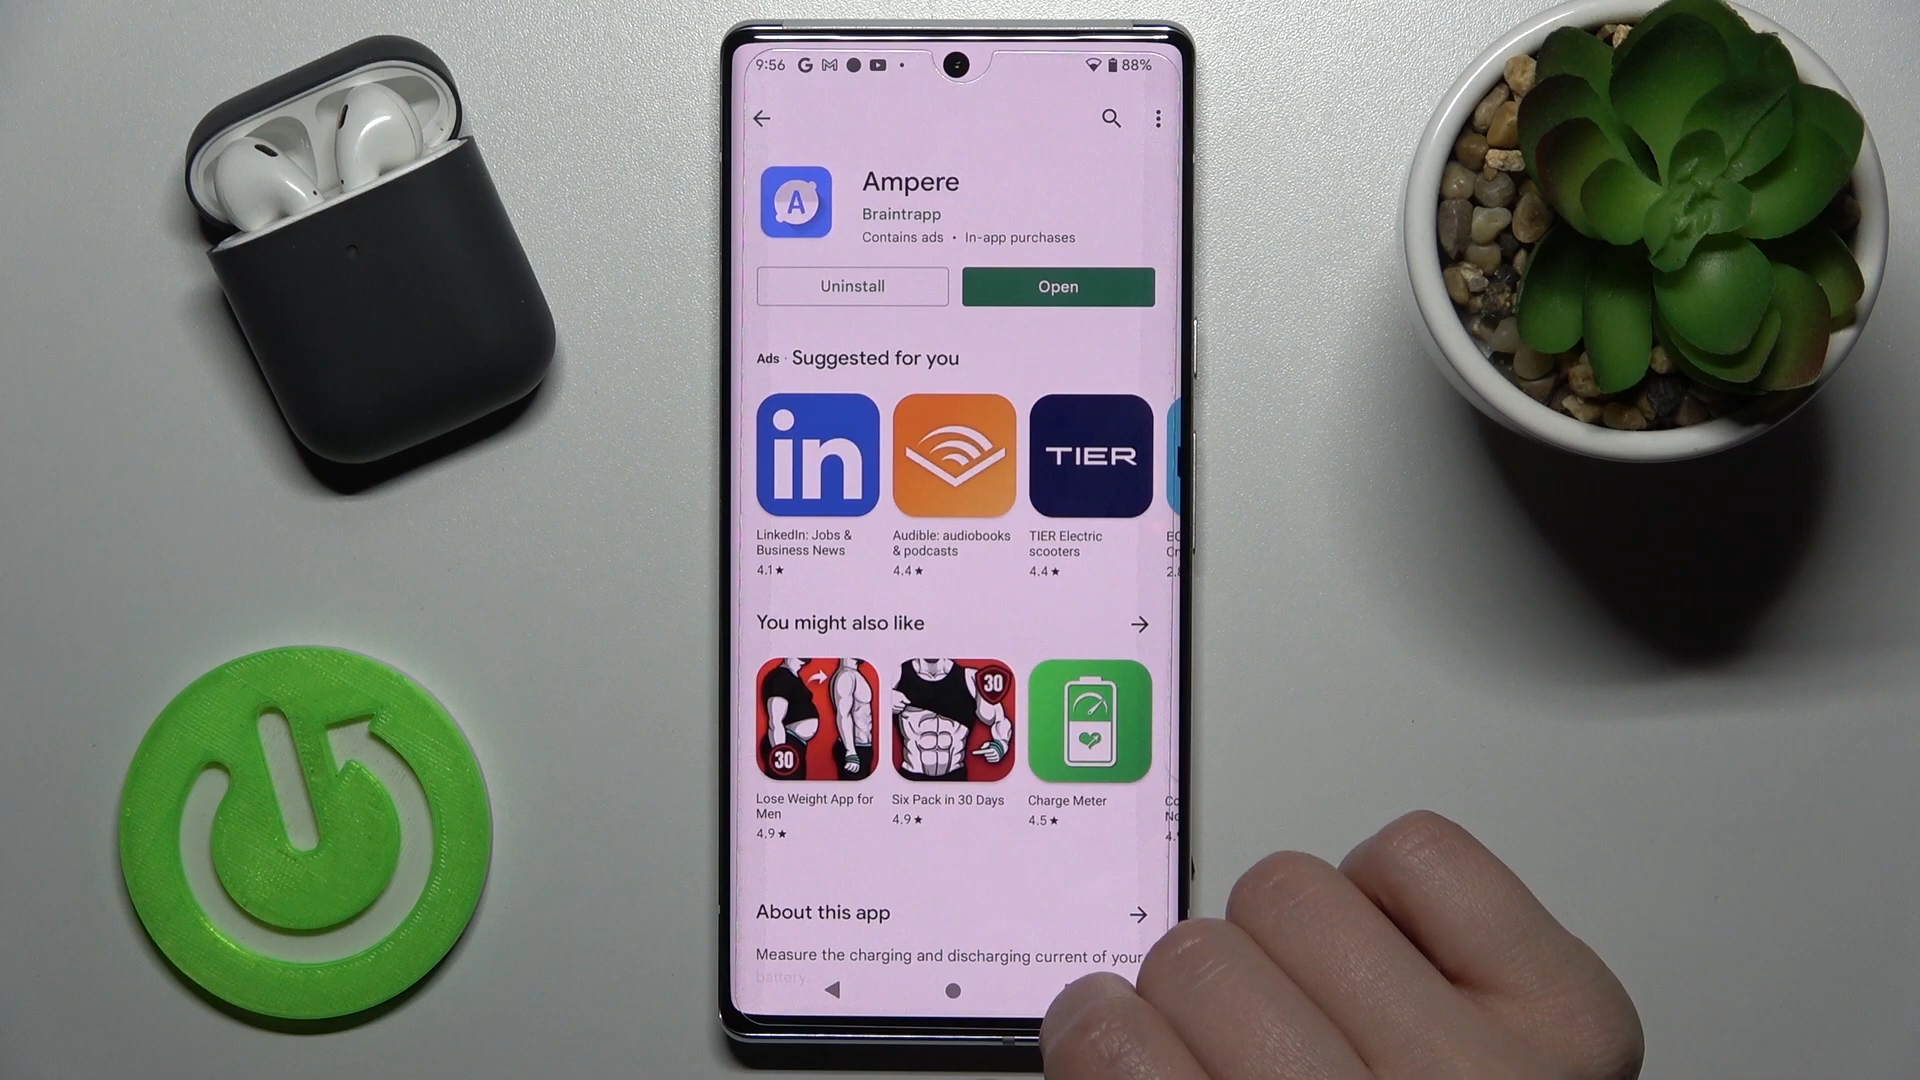 9:56 88%
A
Ampere
Braintrapp
Contains ads • In-app purchases
Uninstall
Open
Ads · Suggested for you
in
TIER
LinkedIn: Jobs &
Business News
4.1★
Audible: audiobooks
& podcasts
4.4★
TIER Electric
scooters
4.4★
You might also like
30
30
Lose Weight App for
Men
4.9★
Six Pack in 30 Days
4.9★
Charge Meter
4.5★
About this app
Measure the charging and discharging current of your
battery.